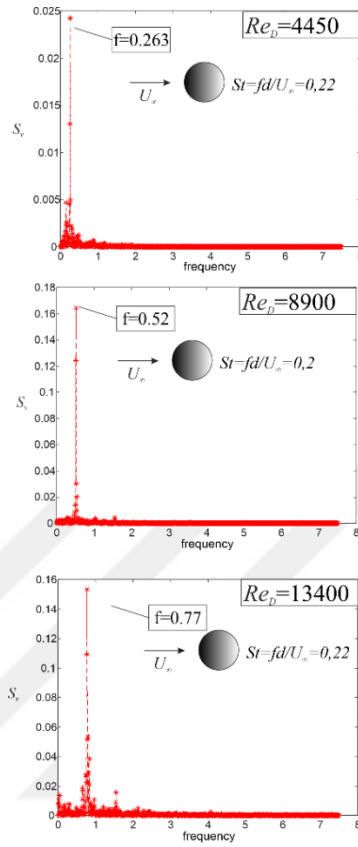 0.025
Re_D=4450
f=0.263
0.02
0.015
U_∞
St=fd/U_∞=0,22
S_v
0.01
0.005
0
0 1 2 3 4 5 6 7 8
frequency
0.18
Re_D=8900
0.16
f=0.52
0.14
0.12
0.1
U_∞
St=fd/U_∞=0,2
S_v
0.08
0.06
0.04
0.02
0
0 1 2 3 4 5 6 7 8
frequency
0.16
Re_D=13400
0.14
f=0.77
0.12
0.1
U_∞
St=fd/U_∞=0,22
S_v
0.08
0.06
0.04
0.02
0
0 1 2 3 4 5 6 7 8
frequency